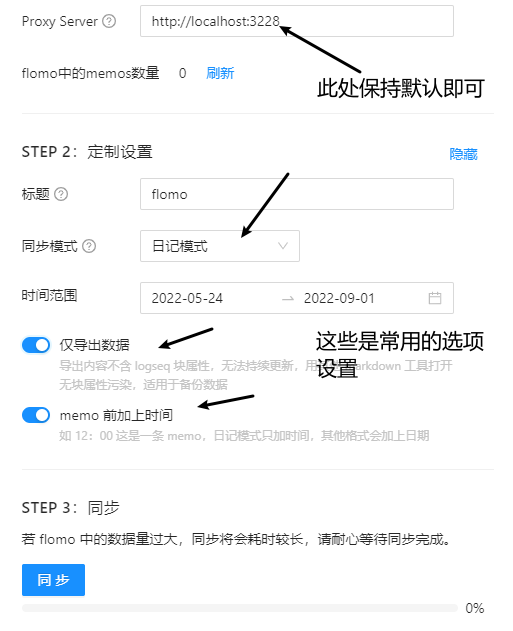 Proxy Server
http://localhost:3228
flomo中的memos数量 0 刷新
此处保持默认即可
STEP 2：定制设置
隐藏
标题
flomo
同步模式
日记模式
时间范围
2022-05-24
2022-09-01
仅导出数据
这些是常用的选项
设置
导出内容不含 logseq 块属性，无法持续更新，用 arkdown 工具打开
无块属性污染，适用于备份数据
memo 前加上时间
如 12：00 这是一条 memo，日记模式只加时间，其他格式会加上日期
STEP 3：同步
若 flomo 中的数据量过大，同步将会耗时较长，请耐心等待同步完成。
同 步
0%